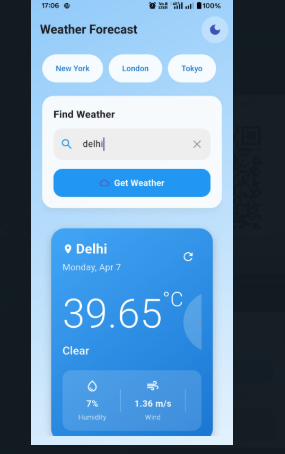 17:06
100%
Weather Forecast
New York London Tokyo
Find Weather
delhi
Get Weather
Delhi
Monday, Apr 7
39.65°C
Clear
7% 1.36 m/s
Humidity Wind